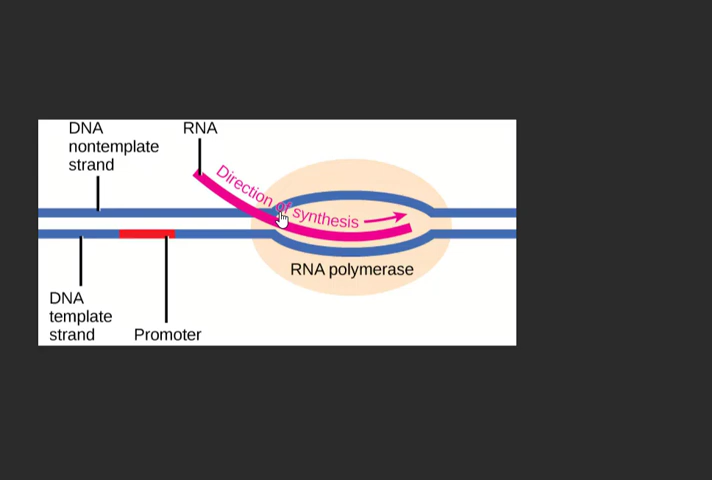 DNA
nontemplate
strand
RNA
Direction of synthesis
RNA polymerase
DNA
template
strand
Promoter